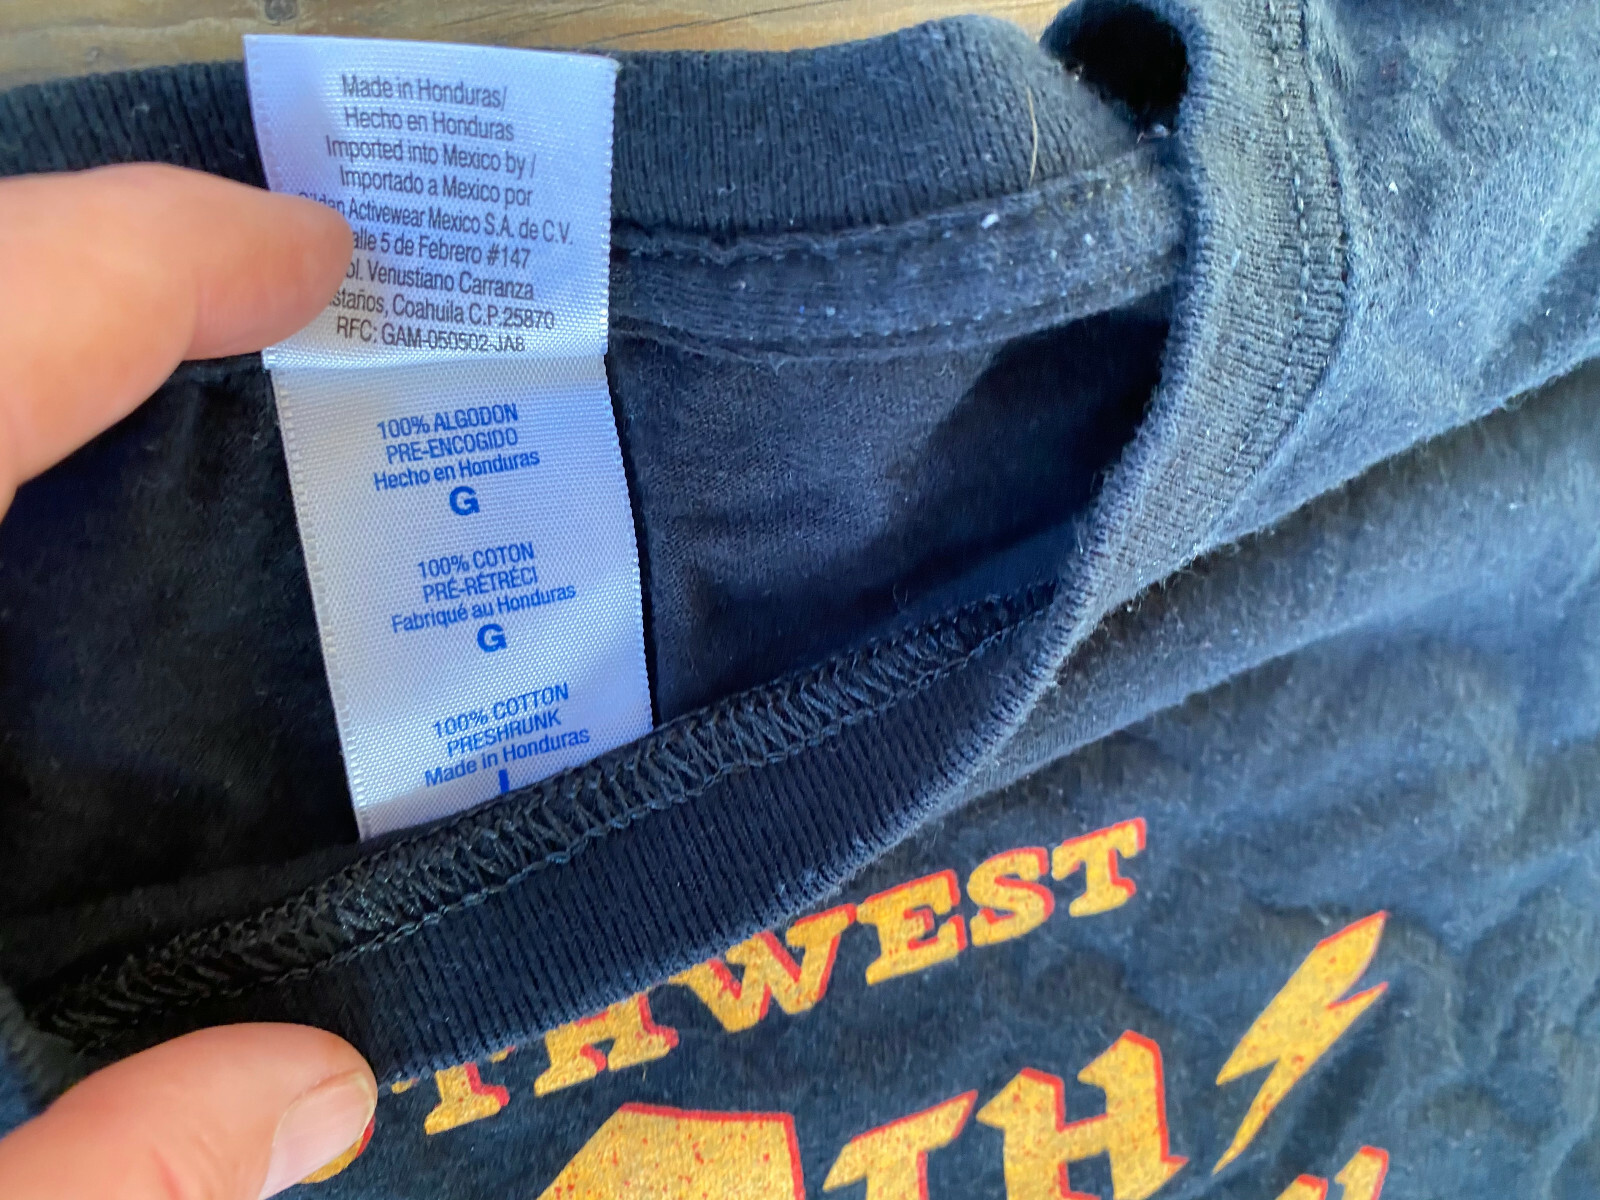 Made in Honduras/
Hecho en Honduras
Imported into Mexico by /
Importado a Mexico por
Activewear Mexico S.A. de C.V.
5 de Febrero #147
Venustiano Carranza
Coahuila C.P.25870
RFC: GAM-050502-JA8
100% ALGODON
PRE-ENCOGIDO
Hecho en Honduras
G
100% COTON
PRÉ-RÉTRÉCI
Fabriqué au Honduras
G
100% COTTON
PRESHRUNK
Made in Honduras
THWEST